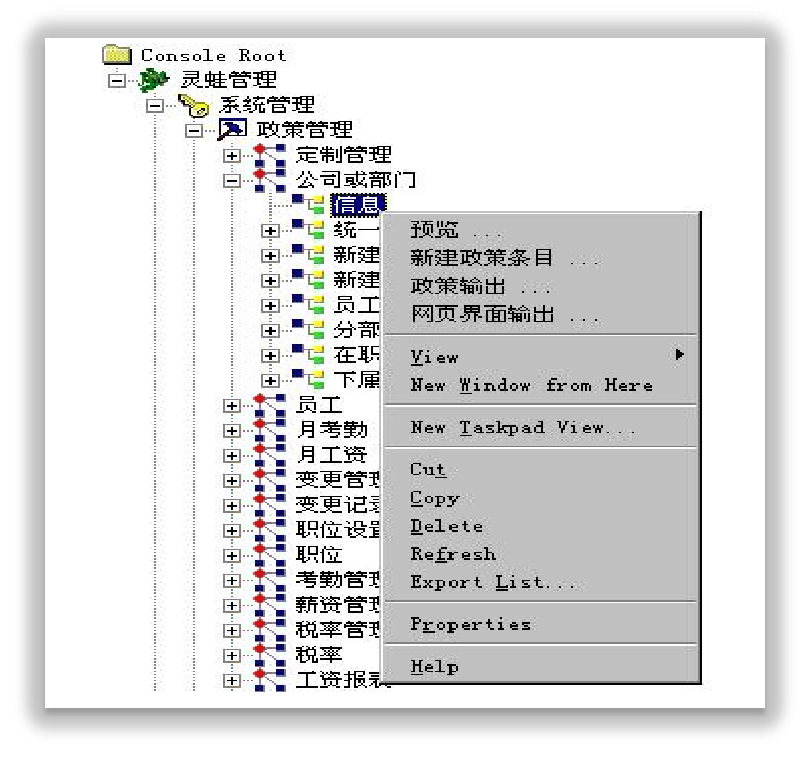 Console Root
灵蛙管理
系统管理
政策管理
定制管理
公司或部门
信息
统一
新建
新建
员工
分部
在职
下属
员工
月考勤
月工资
变更管理
变更记录
职位设置
职位
考勤管理
薪资管理
税率管理
税率
工资报表
预览 ...
新建政策条目 ...
政策输出 ...
网页界面输出 ...
View
New Window from Here
New Taskpad View...
Cut
Copy
Delete
Refresh
Export List...
Properties
Help